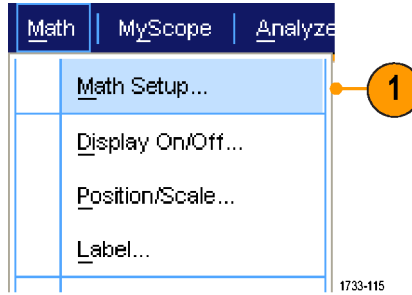 Math MyScope Analyze
Math Setup...
1
Display On/Off...
Position/Scale...
Label...
1733-115